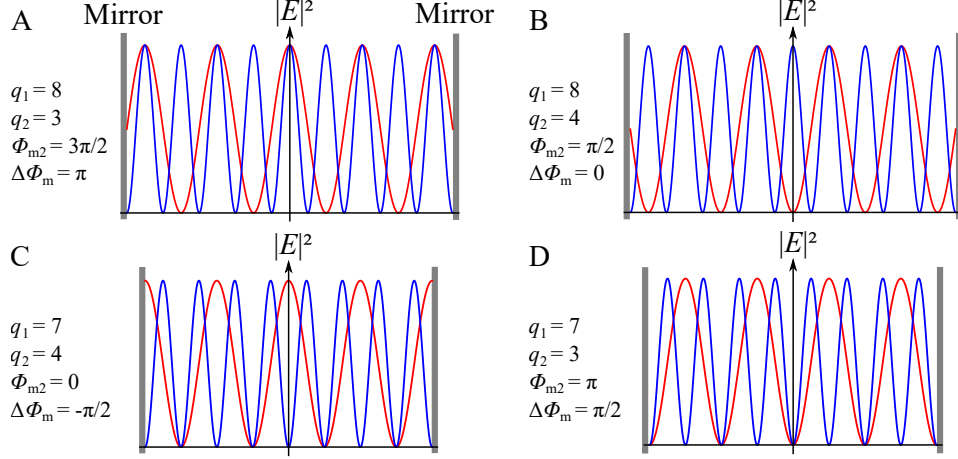 A
Mirror
|E|²
Mirror
q₁ = 8
q₂ = 3
Φₘ₂ = 3π/2
ΔΦₘ = π
B
|E|²
q₁ = 8
q₂ = 4
Φₘ₂ = π/2
ΔΦₘ = 0
C
|E|²
q₁ = 7
q₂ = 4
Φₘ₂ = 0
ΔΦₘ = -π/2
D
|E|²
q₁ = 7
q₂ = 3
Φₘ₂ = π
ΔΦₘ = π/2